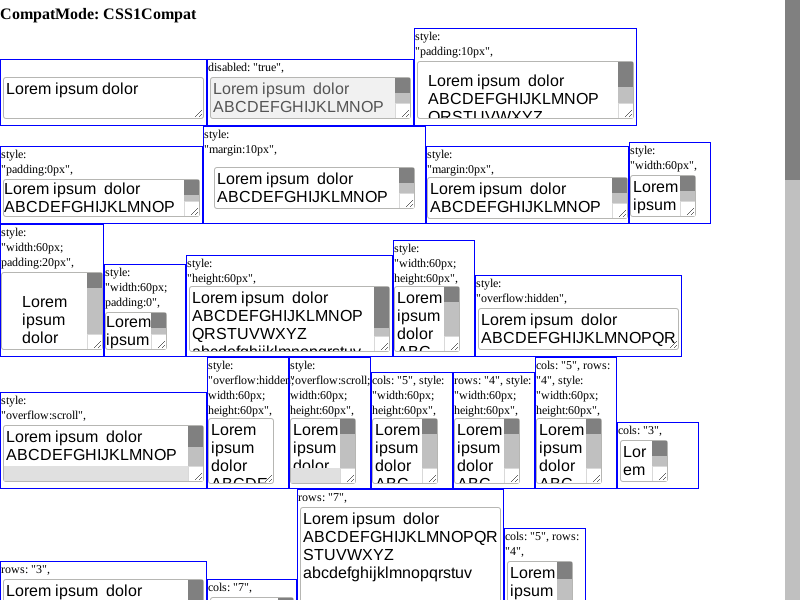 CompatMode: CSS1Compat
Lorem ipsum dolor
disabled: "true",
Lorem ipsum  dolor
ABCDEFGHIJKLMNOP
style:
"padding:10px",
Lorem ipsum  dolor
ABCDEFGHIJKLMNOP
QRSTUVWXYZ
style:
"padding:0px",
Lorem ipsum  dolor
ABCDEFGHIJKLMNOP
style:
"margin:10px",
Lorem ipsum  dolor
ABCDEFGHIJKLMNOP
style:
"margin:0px",
Lorem ipsum  dolor
ABCDEFGHIJKLMNOP
style:
"width:60px",
Lorem
ipsum
style:
"width:60px;
padding:20px",
Lorem
ipsum
dolor
style:
"width:60px;
padding:0",
Lorem
ipsum
style:
"height:60px",
Lorem ipsum  dolor
ABCDEFGHIJKLMNOP
QRSTUVWXYZ
abcdefghijklmnopqrstuv
style:
"width:60px;
height:60px",
Lorem
ipsum
dolor
ABC
style:
"overflow:hidden",
Lorem ipsum  dolor
ABCDEFGHIJKLMNOPQR
style:
"overflow:scroll",
Lorem ipsum  dolor
ABCDEFGHIJKLMNOP
style:
"overflow:hidden;
width:60px;
height:60px",
Lorem
ipsum
dolor
ABCDE
style:
"overflow:scroll;
width:60px;
height:60px",
Lorem
ipsum
dolor
cols: "5", style:
"width:60px;
height:60px",
Lorem
ipsum
dolor
ABC
rows: "4", style:
"width:60px;
height:60px",
Lorem
ipsum
dolor
ABC
cols: "5", rows:
"4", style:
"width:60px;
height:60px",
Lorem
ipsum
dolor
ABC
cols: "3",
Lor
em
rows: "3",
Lorem ipsum  dolor
cols: "7",
rows: "7",
Lorem ipsum  dolor
ABCDEFGHIJKLMNOPQR
STUVWXYZ
abcdefghijklmnopqrstuv
cols: "5", rows:
"4",
Lorem
ipsum